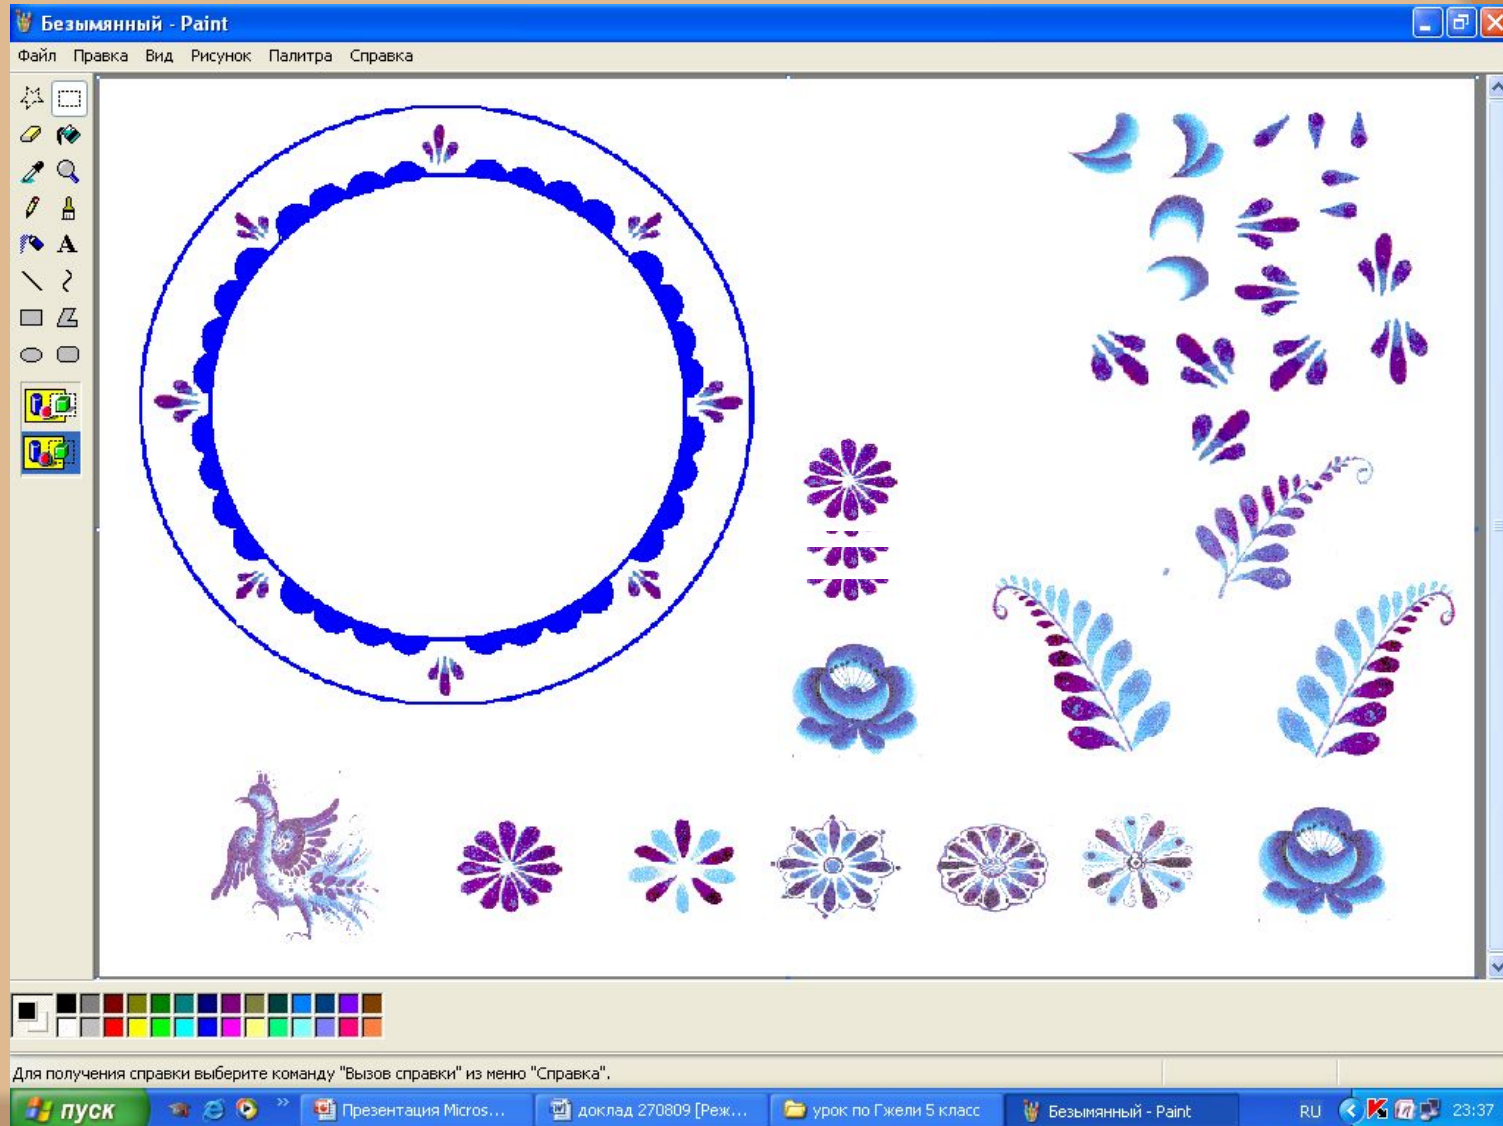 Безымянный - Paint
Файл Правка Вид Рисунок Палитра Справка
A
Для получения справки выберите команду "Вызов справки" из меню "Справка".
пуск
Презентация Micros...
доклад 270809 [Реж...
урок по Гжели 5 класс
Безымянный - Paint
RU
23:37